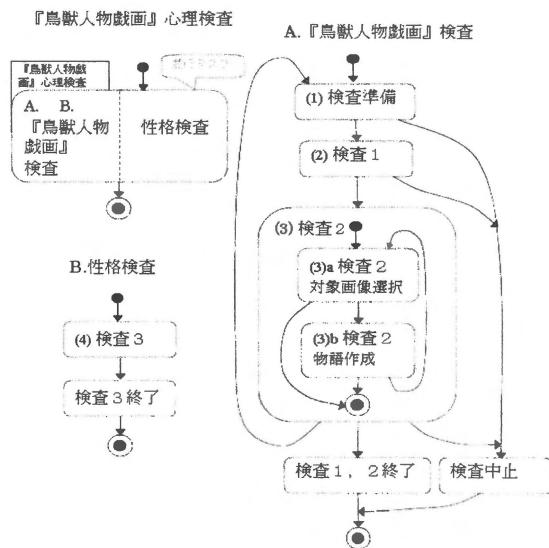 『鳥獣人物戯画』心理検査
『鳥獣人物戯
画』心理検査
A. B.
『鳥獣人物
戯画』
検査
性格検査
B.性格検査
(4) 検査３
検査３終了
A.『鳥獣人物戯画』検査
(1) 検査準備
(2) 検査１
(3) 検査２
(3)a 検査２
対象画像選択
(3)b 検査２
物語作成
検査１，２終了
検査中止